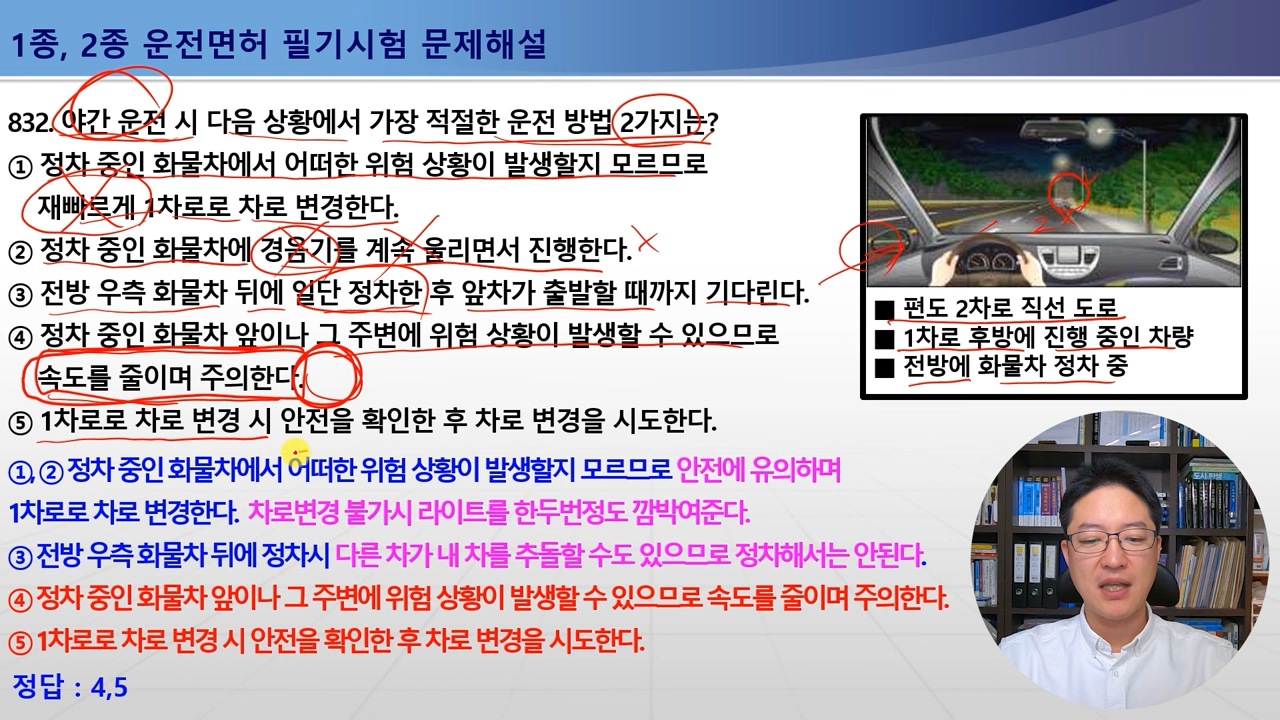 1종, 2종 운전면허 필기시험 문제해설
832. 야간 운전 시 다음 상황에서 가장 적절한 운전 방법 2가지는?
① 정차 중인 화물차에서 어떠한 위험 상황이 발생할지 모르므로
재빠르게 1차로로 차로 변경한다.
② 정차 중인 화물차에 경음기를 계속 울리면서 진행한다.
③ 전방 우측 화물차 뒤에 일단 정차한 후 앞차가 출발할 때까지 기다린다.
④ 정차 중인 화물차 앞이나 그 주변에 위험 상황이 발생할 수 있으므로
속도를 줄이며 주의한다.
⑤ 1차로로 차로 변경 시 안전을 확인한 후 차로 변경을 시도한다.
■ 편도 2차로 직선 도로
■ 1차로 후방에 진행 중인 차량
■ 전방에 화물차 정차 중
①,② 정차 중인 화물차에서 어떠한 위험 상황이 발생할지 모르므로 안전에 유의하며
1차로로 차로 변경한다. 차로변경 불가시 라이트를 한두번정도 깜박여준다.
③ 전방 우측 화물차 뒤에 정차시 다른 차가 내 차를 추돌할 수도 있으므로 정차해서는 안된다.
④ 정차 중인 화물차 앞이나 그 주변에 위험 상황이 발생할 수 있으므로 속도를 줄이며 주의한다.
⑤ 1차로로 차로 변경 시 안전을 확인한 후 차로 변경을 시도한다.
정답 : 4,5